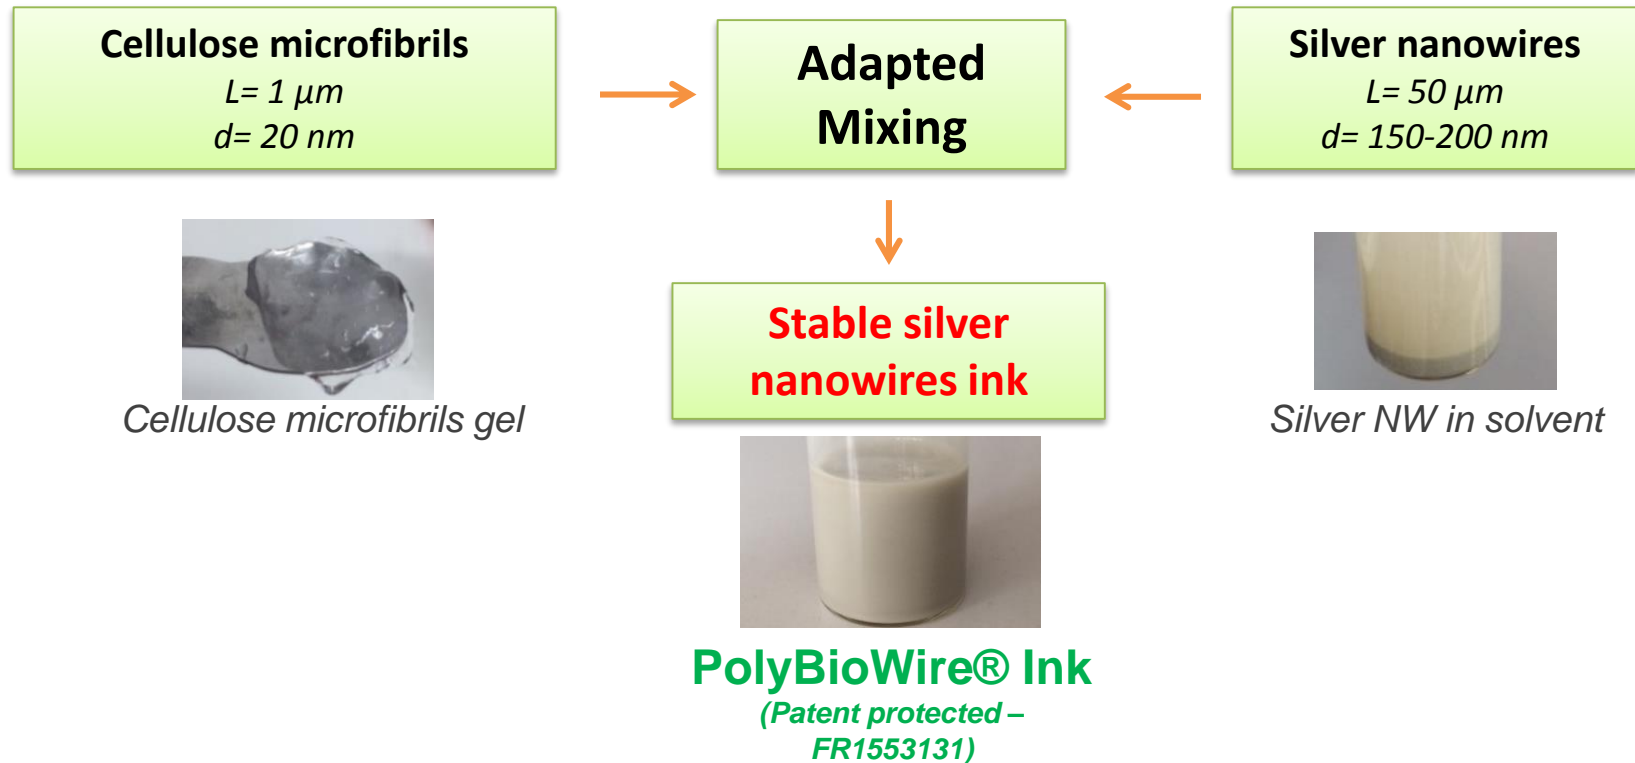 Cellulose microfibrils
L= 1 µm
d= 20 nm
Adapted
Mixing
Silver nanowires
L= 50 µm
d= 150-200 nm
Cellulose microfibrils gel
Stable silver
nanowires ink
Silver NW in solvent
PolyBioWire® Ink
(Patent protected –
FR1553131)